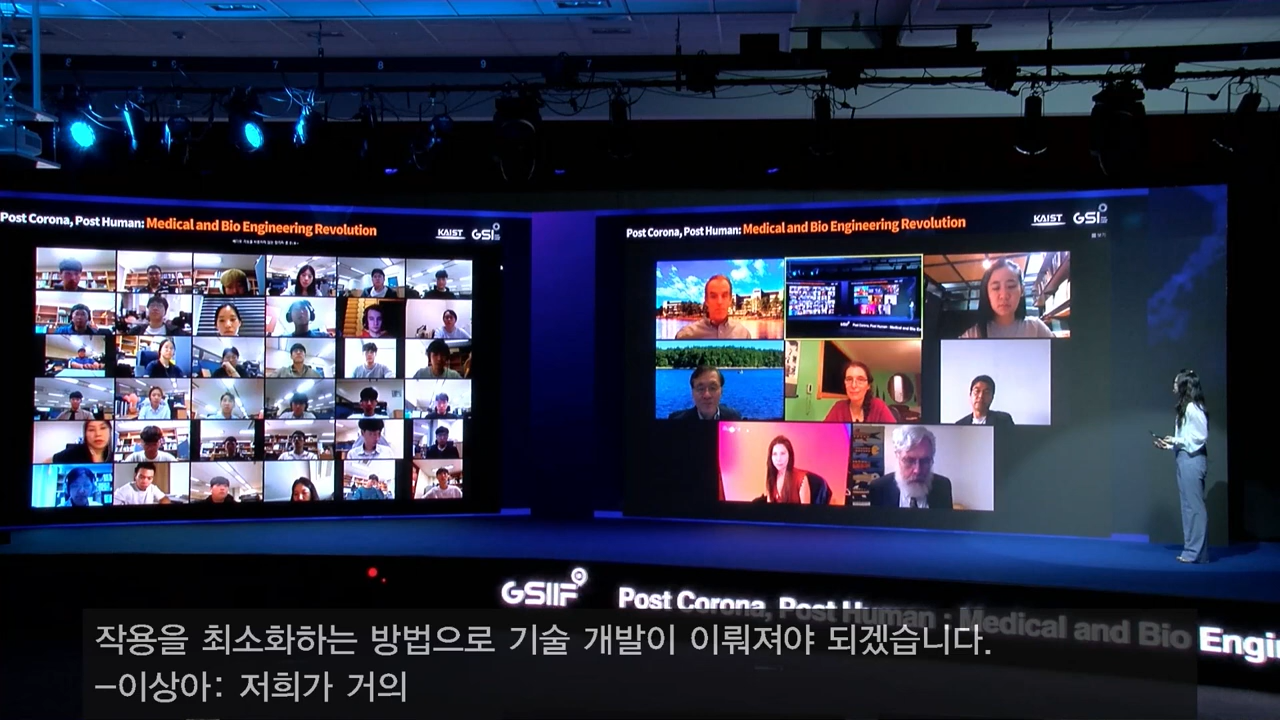 Post Corona, Post Human: Medical and Bio Engineering Revolution
KAIST GSI
Post Corona, Post Human: Medical and Bio Engineering Revolution
KAIST GSI
GSIIF Post Corona, Post Human : Medical and Bio Engi
작용을 최소화하는 방법으로 기술 개발이 이뤄져야 되겠습니다.
-이상아: 저희가 거의